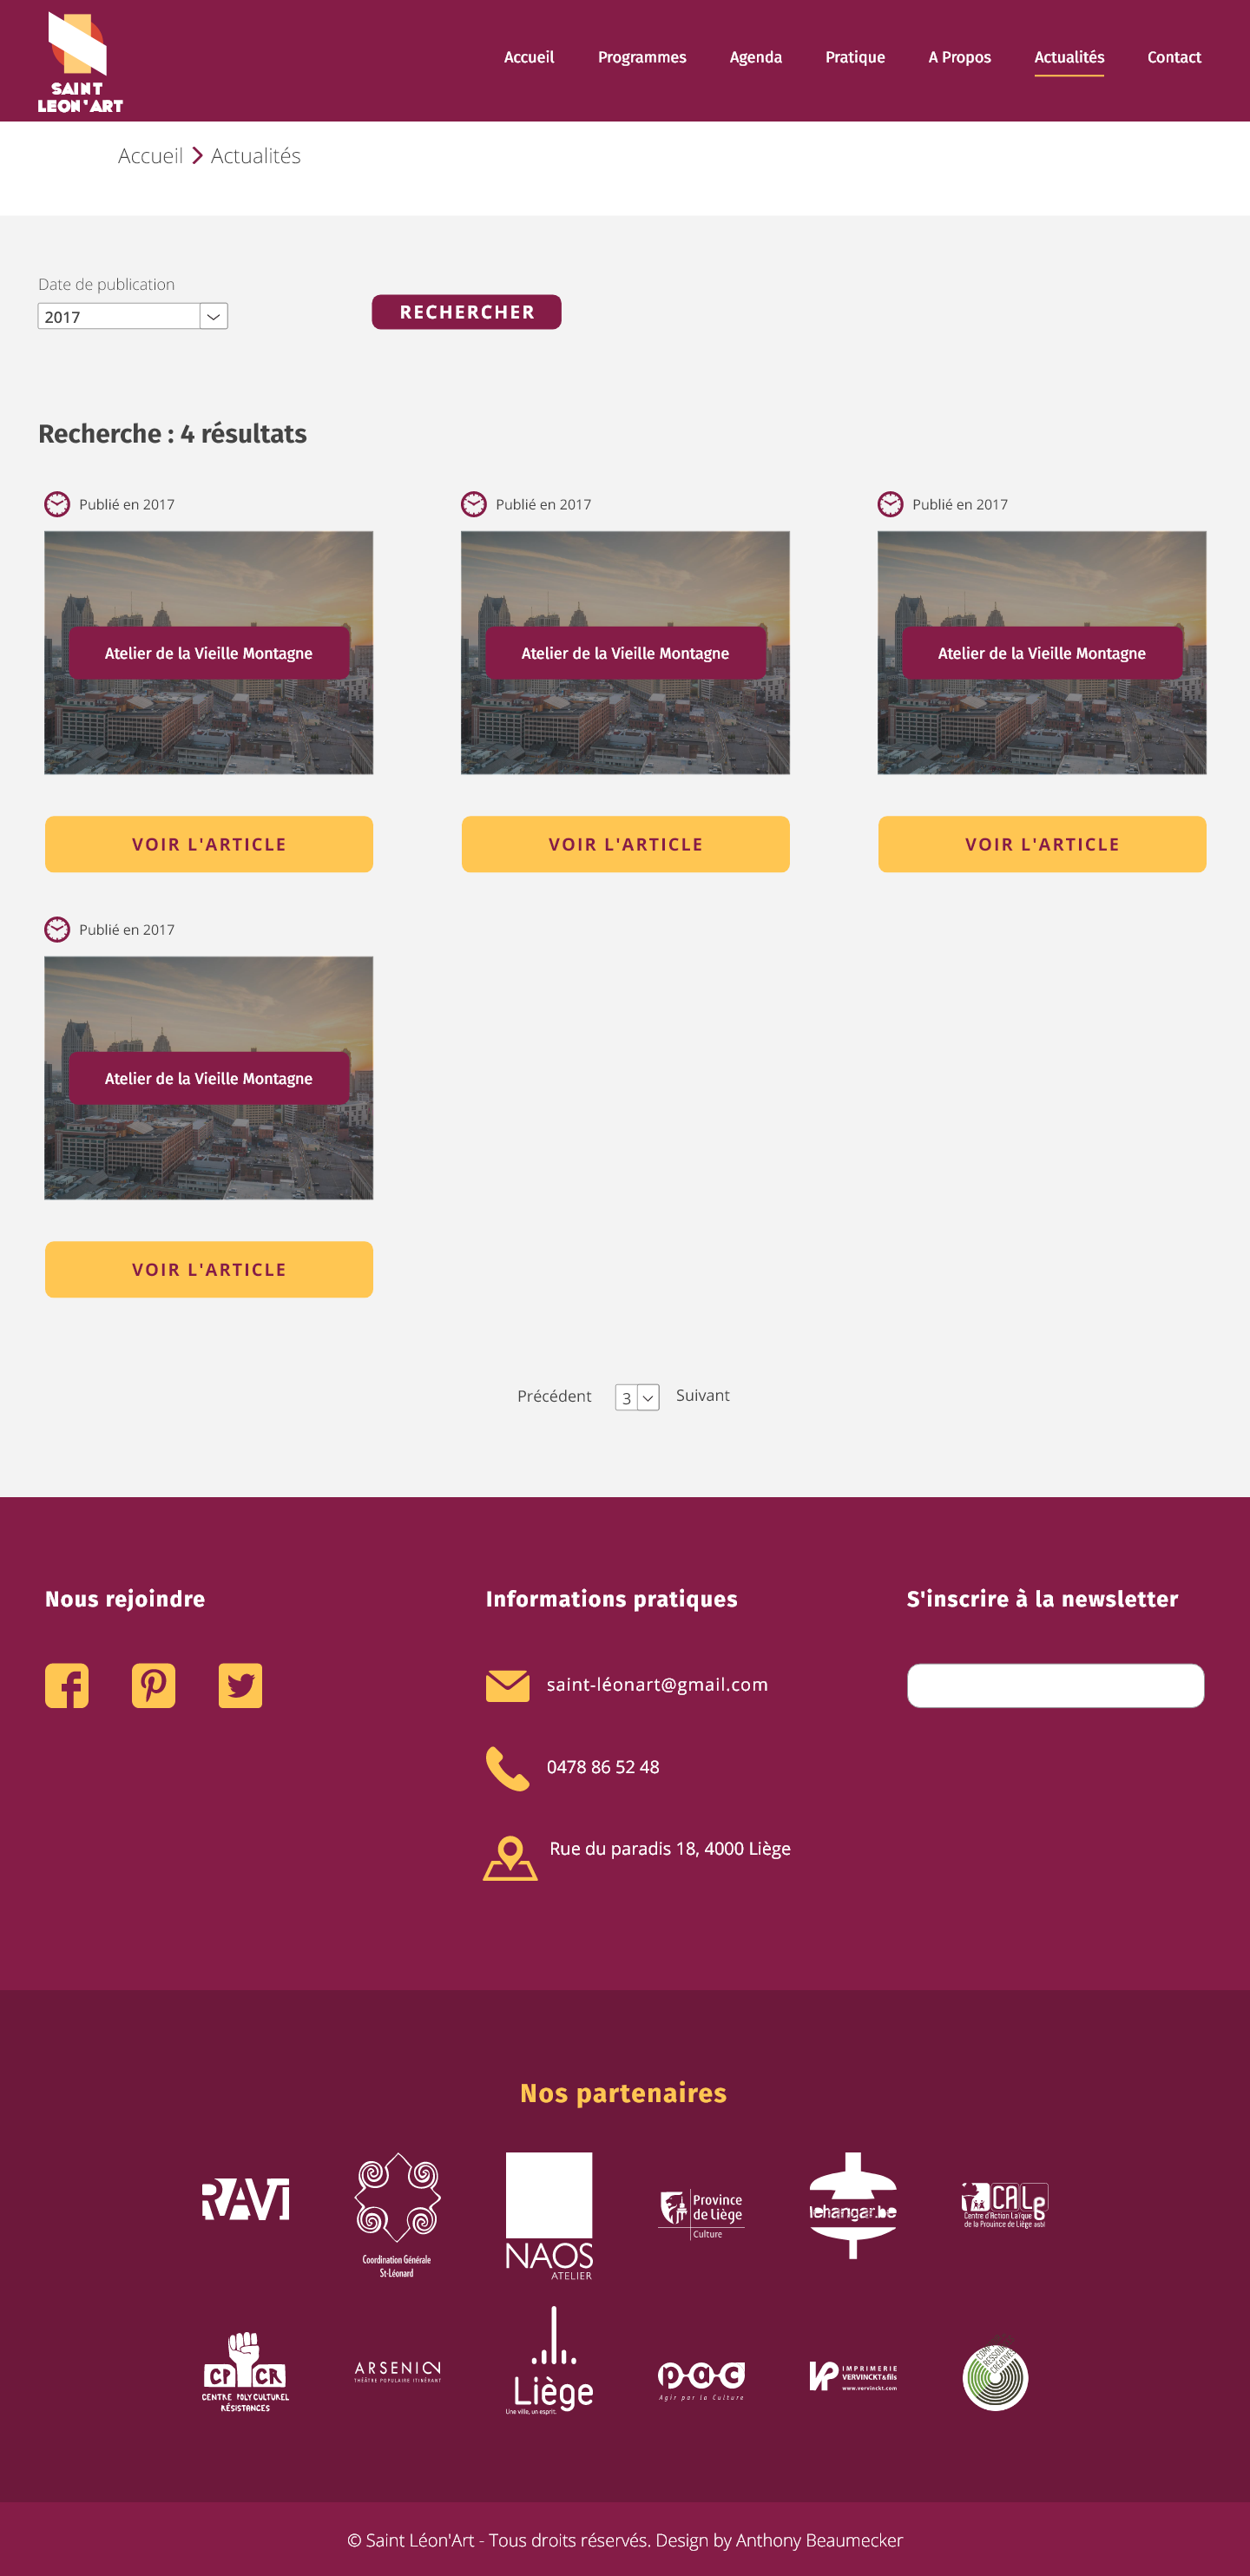 SAINT
LEON'ART
Accueil
Programmes
Agenda
Pratique
A Propos
Actualités
Contact
Accueil > Actualités
Date de publication
2017
RECHERCHER
Recherche : 4 résultats
Publié en 2017
Publié en 2017
Publié en 2017
Atelier de la Vieille Montagne
Atelier de la Vieille Montagne
Atelier de la Vieille Montagne
VOIR L'ARTICLE
VOIR L'ARTICLE
VOIR L'ARTICLE
Publié en 2017
Atelier de la Vieille Montagne
VOIR L'ARTICLE
Précédent
3
Suivant
Nous rejoindre
Informations pratiques
saint-léonart@gmail.com
0478 86 52 48
Rue du paradis 18, 4000 Liège
S'inscrire à la newsletter
Nos partenaires
RAVI
Coordination Générale
St-Léonard
NAOS
ATELIER
Province
de Liège
Culture
lehangar.be
CALg
Centre d'Action Laïque
de la Province de Liège asbl
CPCR
CENTRE POLYCULTUREL
RÉSISTANCES
ARSENIC
THÉÂTRE POPULAIRE ITINÉRANT
Liège
Une ville, un esprit.
pac
Agir par la Culture
VP
IMPRIMERIE
VERVINCKT&fils
www.vervinckt.com
© Saint Léon'Art - Tous droits réservés. Design by Anthony Beaumecker